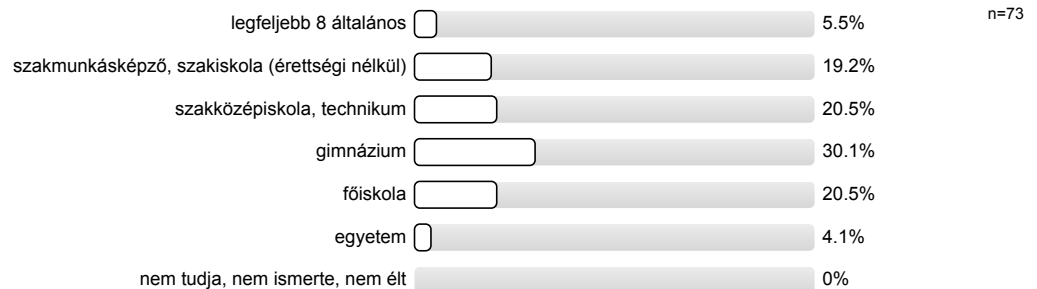 legfeljebb 8 általános 5.5% n=73
szakmunkásképző, szakiskola (érettségi nélkül) 19.2%
szakközépiskola, technikum 20.5%
gimnázium 30.1%
főiskola 20.5%
egyetem 4.1%
nem tudja, nem ismerte, nem élt 0%